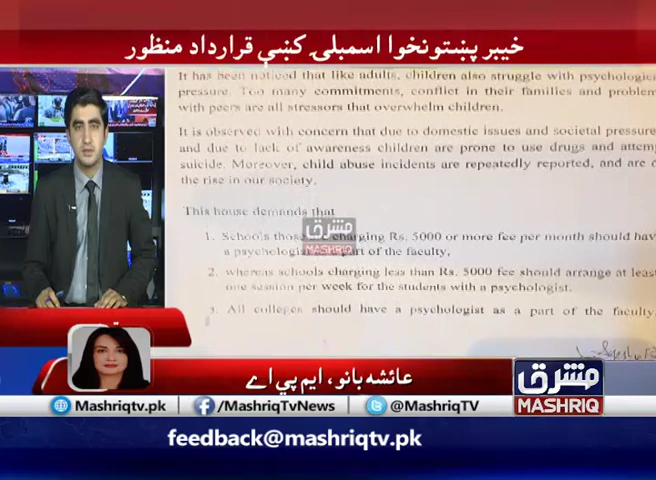 خیبر پښتونخوا اسمبلۍ کښې قرارداد منظور
It has been noticed that like adults, children also struggle with psychologica
pressure. Too many commitments, conflict in their families and problem
with peers are all stressors that overwhelm children.
It is observed with concern that due to domestic issues and societal pressure
and due to lack of awareness children are prone to use drugs and attemp
suicide. Moreover, child abuse incidents are repeatedly reported, and are o
the rise in our society.
This house demands that
1. Schools those are charging Rs. 5000 or more fee per month should hav
a psychologist as part of the faculty,
2. whereas schools charging less than Rs. 5000 fee should arrange at least
one session per week for the students with a psychologist.
3. All colleges should have a psychologist as a part of the faculty.
مشرق
MASHRIQ
عائشه بانو، ایم پي اے
مشرق
MASHRIQ
Mashriqtv.pk
/MashriqTvNews
@MashriqTV
feedback@mashriqtv.pk